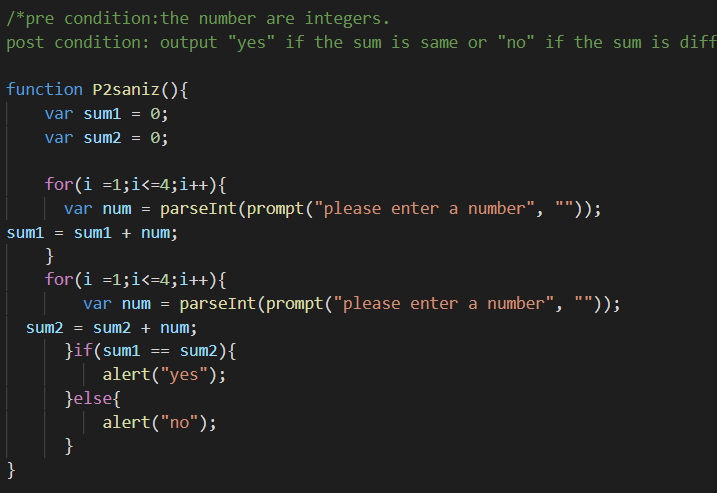 /*pre condition:the number are integers.
post condition: output "yes" if the sum is same or "no" if the sum is diff
function P2saniz(){
var sum1 = 0;
var sum2 = 0;
for(i =1;i<=4;i++){
var num = parseInt(prompt("please enter a number", ""));
sum1 = sum1 + num;
}
for(i =1;i<=4;i++){
var num = parseInt(prompt("please enter a number", ""));
sum2 = sum2 + num;
}if(sum1 == sum2){
alert("yes");
}else{
alert("no");
}
}